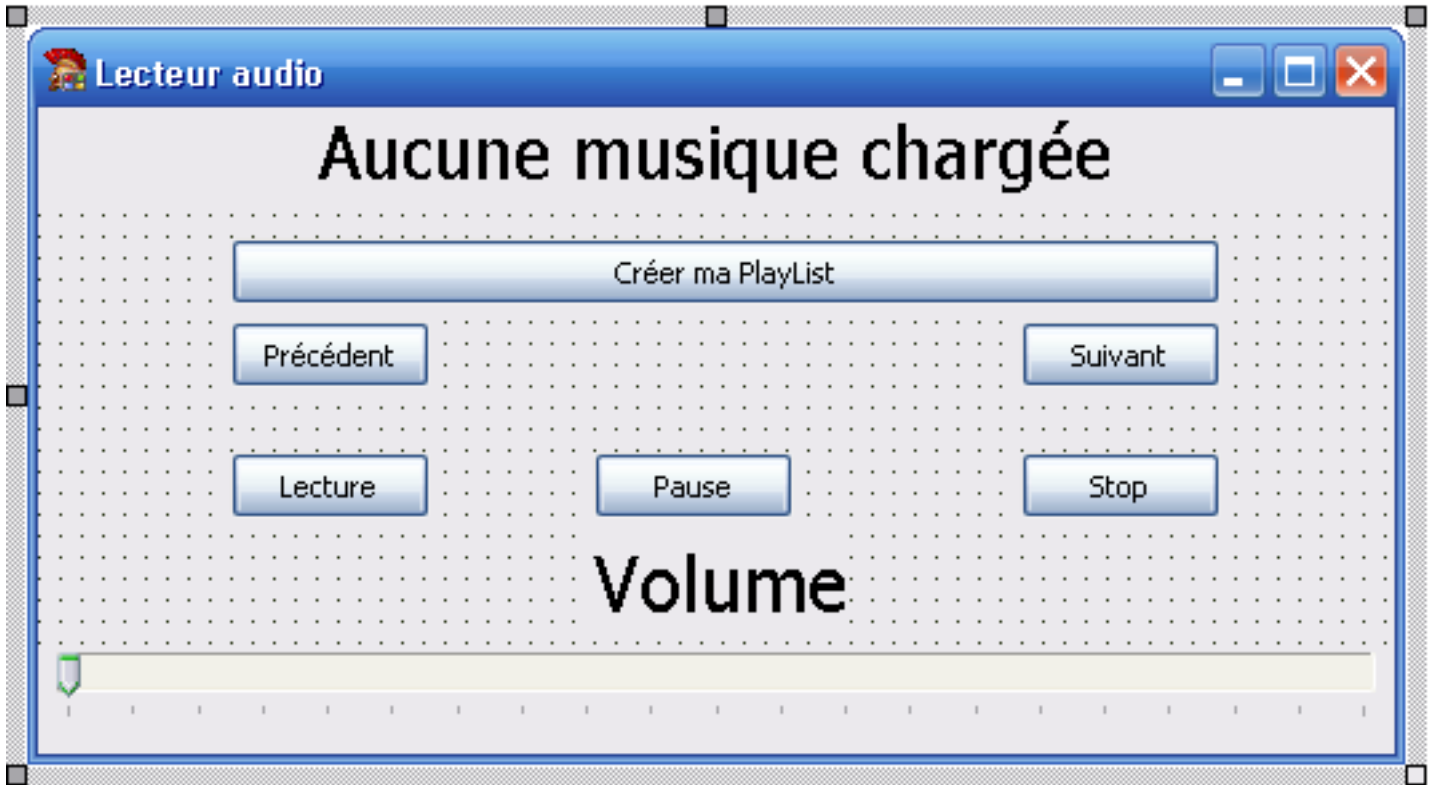 Lecteur audio
Aucune musique chargée
Créer ma PlayList
Précédent Suivant
Lecture Pause Stop
Volume